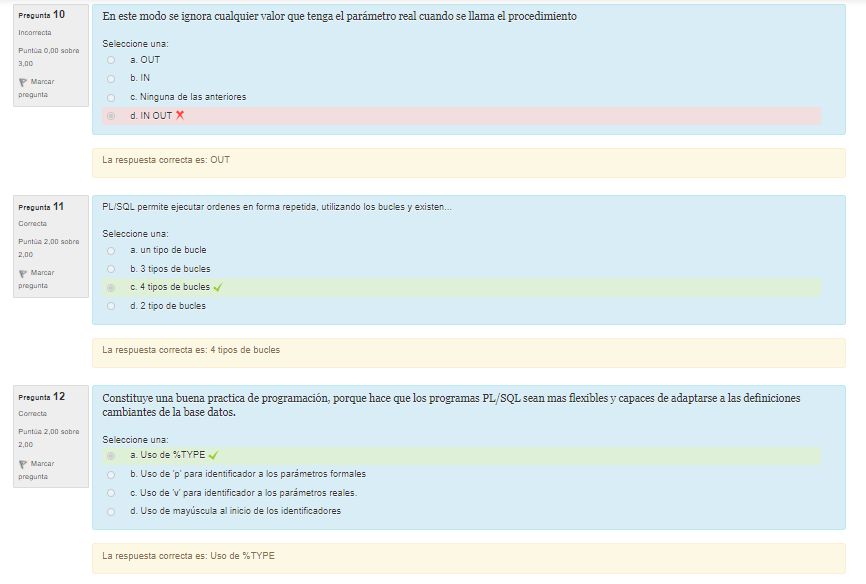 Pregunta 10
Incorrecta
Puntúa 0,00 sobre
3,00
Marcar
pregunta
En este modo se ignora cualquier valor que tenga el parámetro real cuando se llama el procedimiento
Seleccione una:
a. OUT
b. IN
c. Ninguna de las anteriores
d. IN OUT
La respuesta correcta es: OUT
Pregunta 11
Correcta
Puntúa 2,00 sobre
2,00
Marcar
pregunta
PL/SQL permite ejecutar ordenes en forma repetida, utilizando los bucles y existen...
Seleccione una:
a. un tipo de bucle
b. 3 tipos de bucles
c. 4 tipos de bucles
d. 2 tipo de bucles
La respuesta correcta es: 4 tipos de bucles
Pregunta 12
Correcta
Puntúa 2,00 sobre
2,00
Marcar
pregunta
Constituye una buena practica de programación, porque hace que los programas PL/SQL sean mas flexibles y capaces de adaptarse a las definiciones
cambiantes de la base datos.
Seleccione una:
a. Uso de %TYPE
b. Uso de 'p' para identificador a los parámetros formales
c. Uso de 'v' para identificador a los parámetros reales.
d. Uso de mayúscula al inicio de los identificadores
La respuesta correcta es: Uso de %TYPE